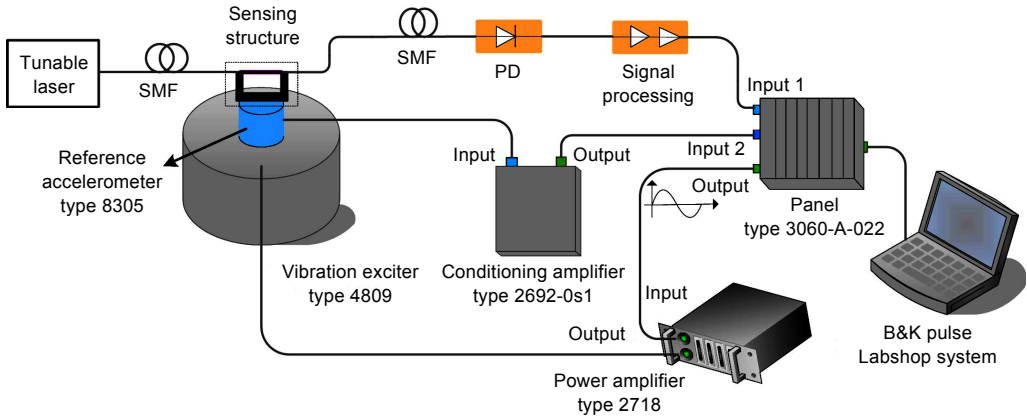 Sensing
structure
Tunable
laser
SMF
SMF
PD
Signal
processing
Input 1
Input 2
Output
Reference
accelerometer
type 8305
Input
Output
Panel
type 3060-A-022
Vibration exciter
type 4809
Conditioning amplifier
type 2692-0s1
Input
Output
Power amplifier
type 2718
B&K pulse
Labshop system